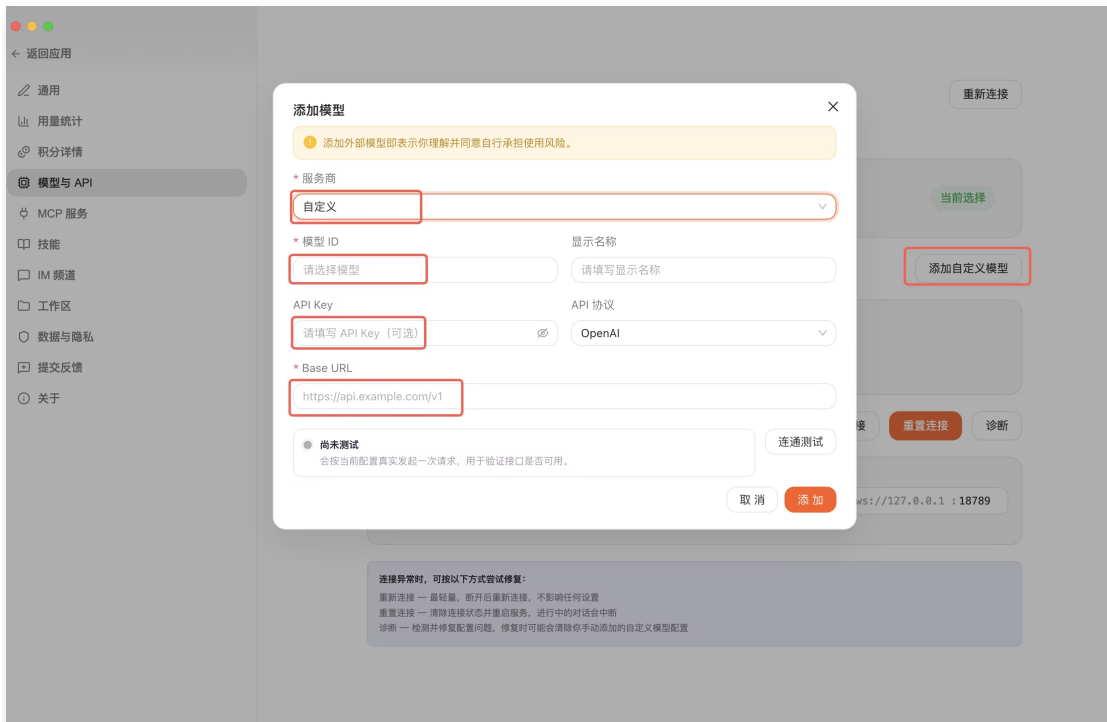 ← 返回应用
通用
用量统计
积分详情
模型与 API
MCP 服务
技能
IM 频道
工作区
数据与隐私
提交反馈
关于
重新连接
当前选择
添加自定义模型
添加模型
添加外部模型即表示你理解并同意自行承担使用风险。
* 服务商
自定义
* 模型 ID
显示名称
请选择模型
请填写显示名称
API Key
API 协议
请填写 API Key（可选）
OpenAI
* Base URL
https://api.example.com/v1
尚未测试
会按当前配置真实发起一次请求，用于验证接口是否可用。
连通测试
取 消
添 加
接
重置连接
诊断
ws://127.0.0.1 : 18789
连接异常时，可按以下方式尝试修复：
重新连接 — 最轻量，断开后重新连接，不影响任何设置
重置连接 — 清除连接状态并重启服务，进行中的对话会中断
诊断 — 检测并修复配置问题，修复时可能会清除你手动添加的自定义模型配置